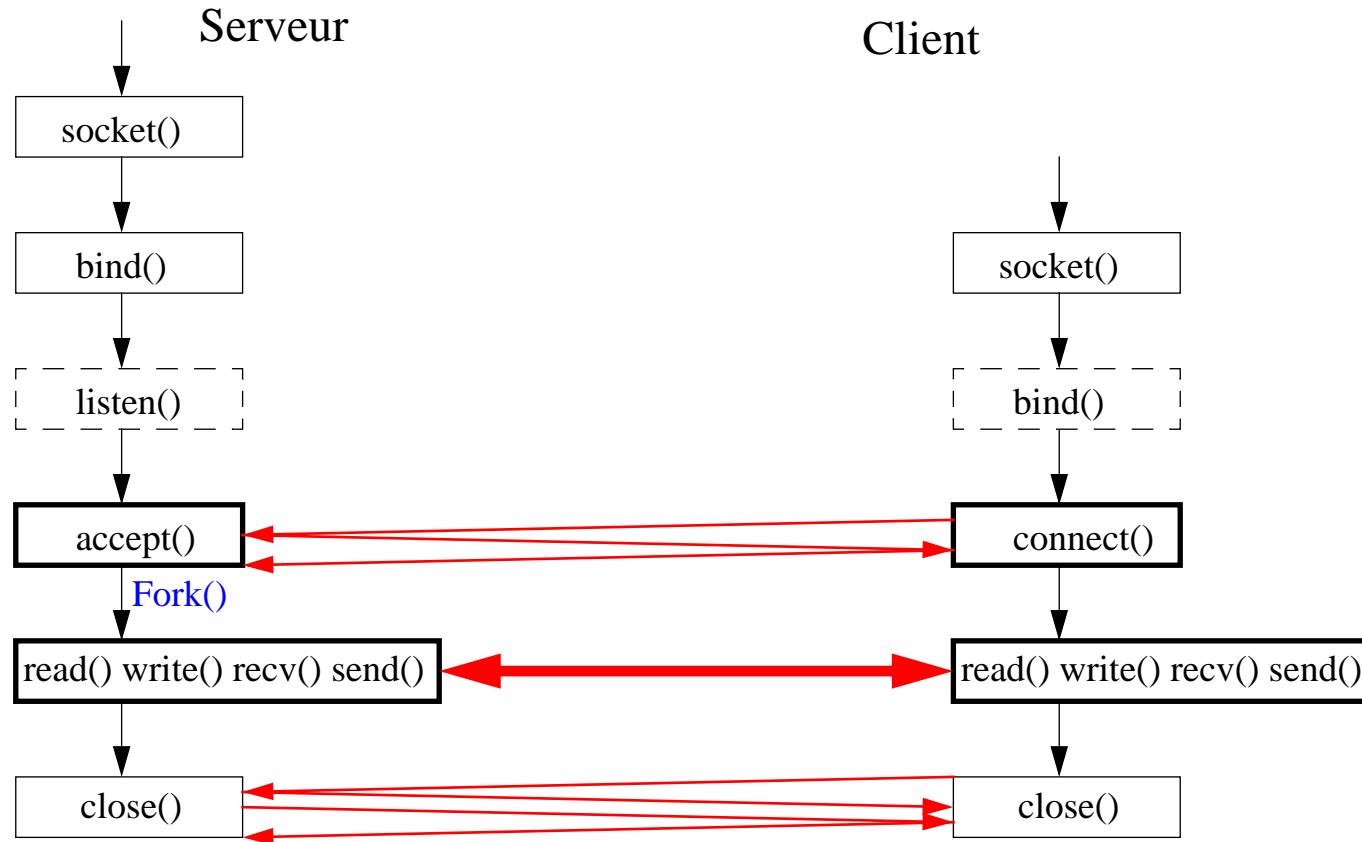 Serveur
Client
socket()
bind()
socket()
listen()
bind()
accept()
connect()
Fork()
read() write() recv() send()
read() write() recv() send()
close()
close()